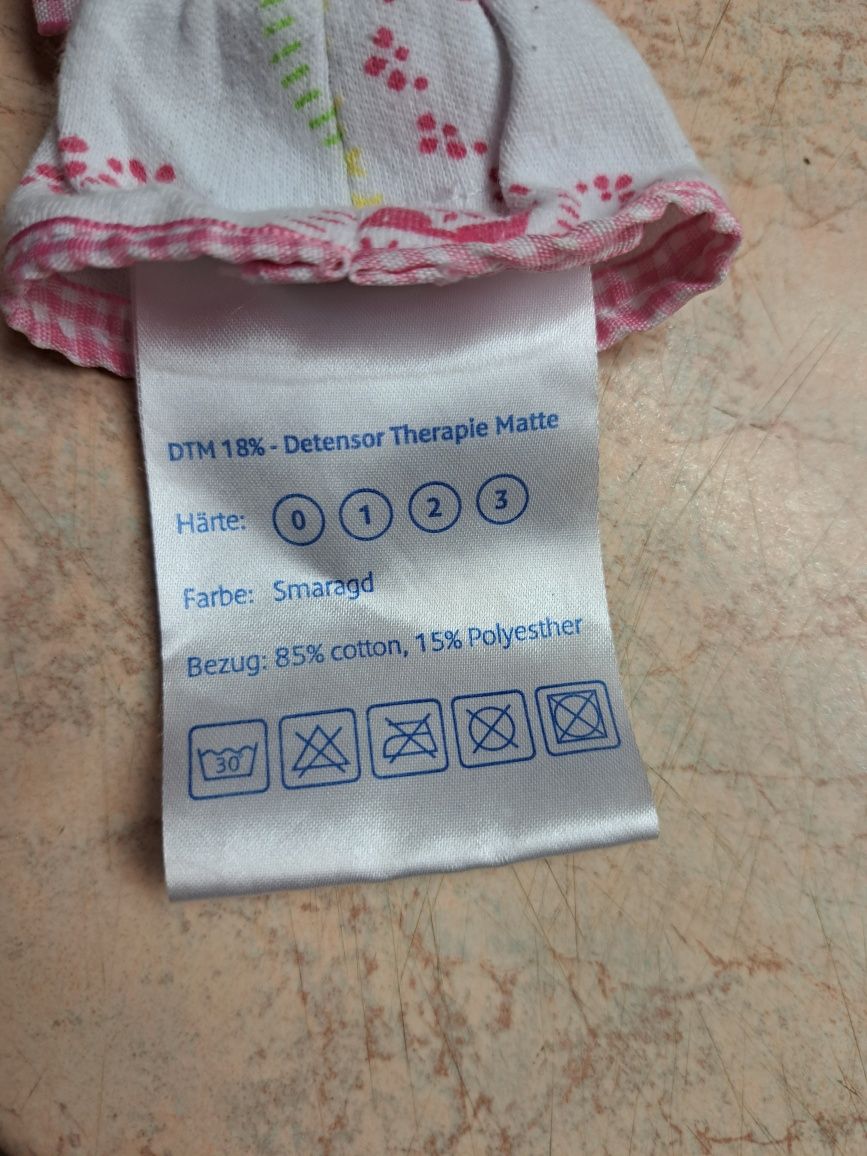 DTM 18% - Detensor Therapie Matte
Härte: 0 1 2 3
Farbe: Smaragd
Bezug: 85% cotton, 15% Polyesther
30